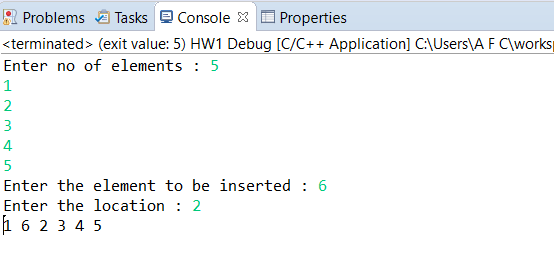 Problems Tasks Console Properties
<terminated> (exit value: 5) HW1 Debug [C/C++ Application] C:\Users\A F C\works
Enter no of elements : 5
1
2
3
4
5
Enter the element to be inserted : 6
Enter the location : 2
1 6 2 3 4 5